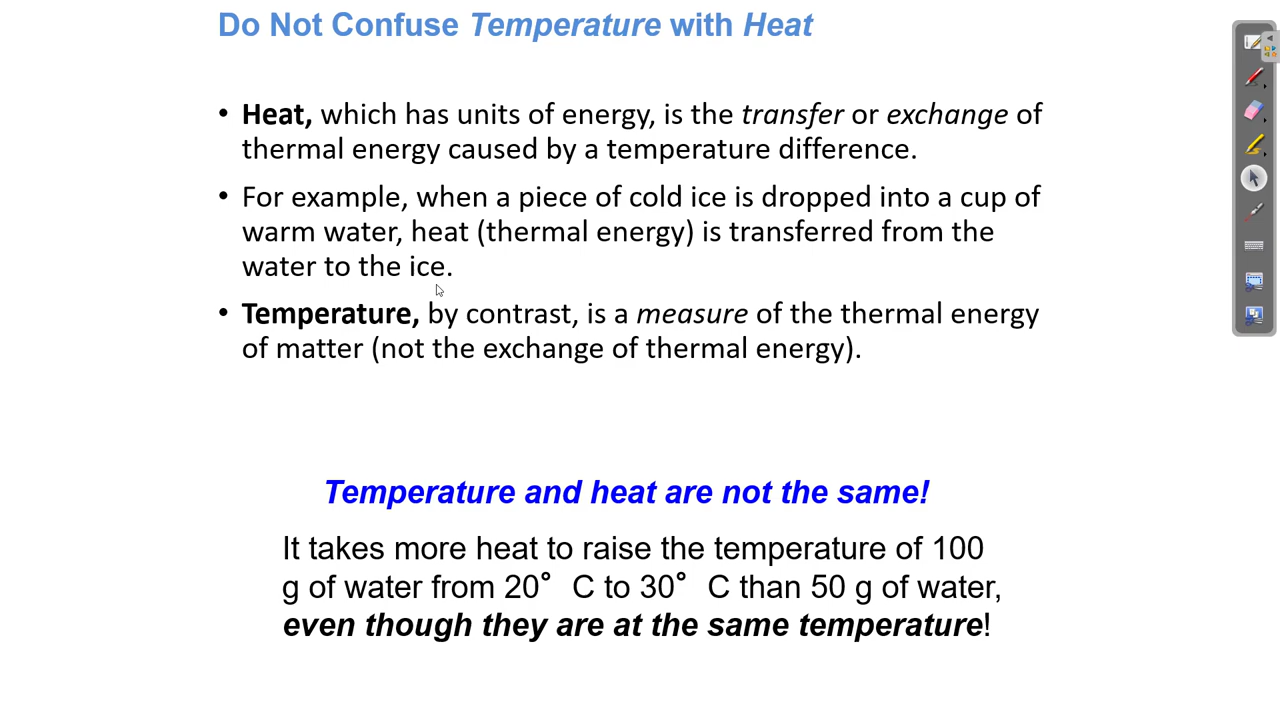 Do Not Confuse Temperature with Heat
• Heat, which has units of energy, is the transfer or exchange of
thermal energy caused by a temperature difference.
• For example, when a piece of cold ice is dropped into a cup of
warm water, heat (thermal energy) is transferred from the
water to the ice.
• Temperature, by contrast, is a measure of the thermal energy
of matter (not the exchange of thermal energy).
Temperature and heat are not the same!
It takes more heat to raise the temperature of 100
g of water from 20° C to 30° C than 50 g of water,
even though they are at the same temperature!